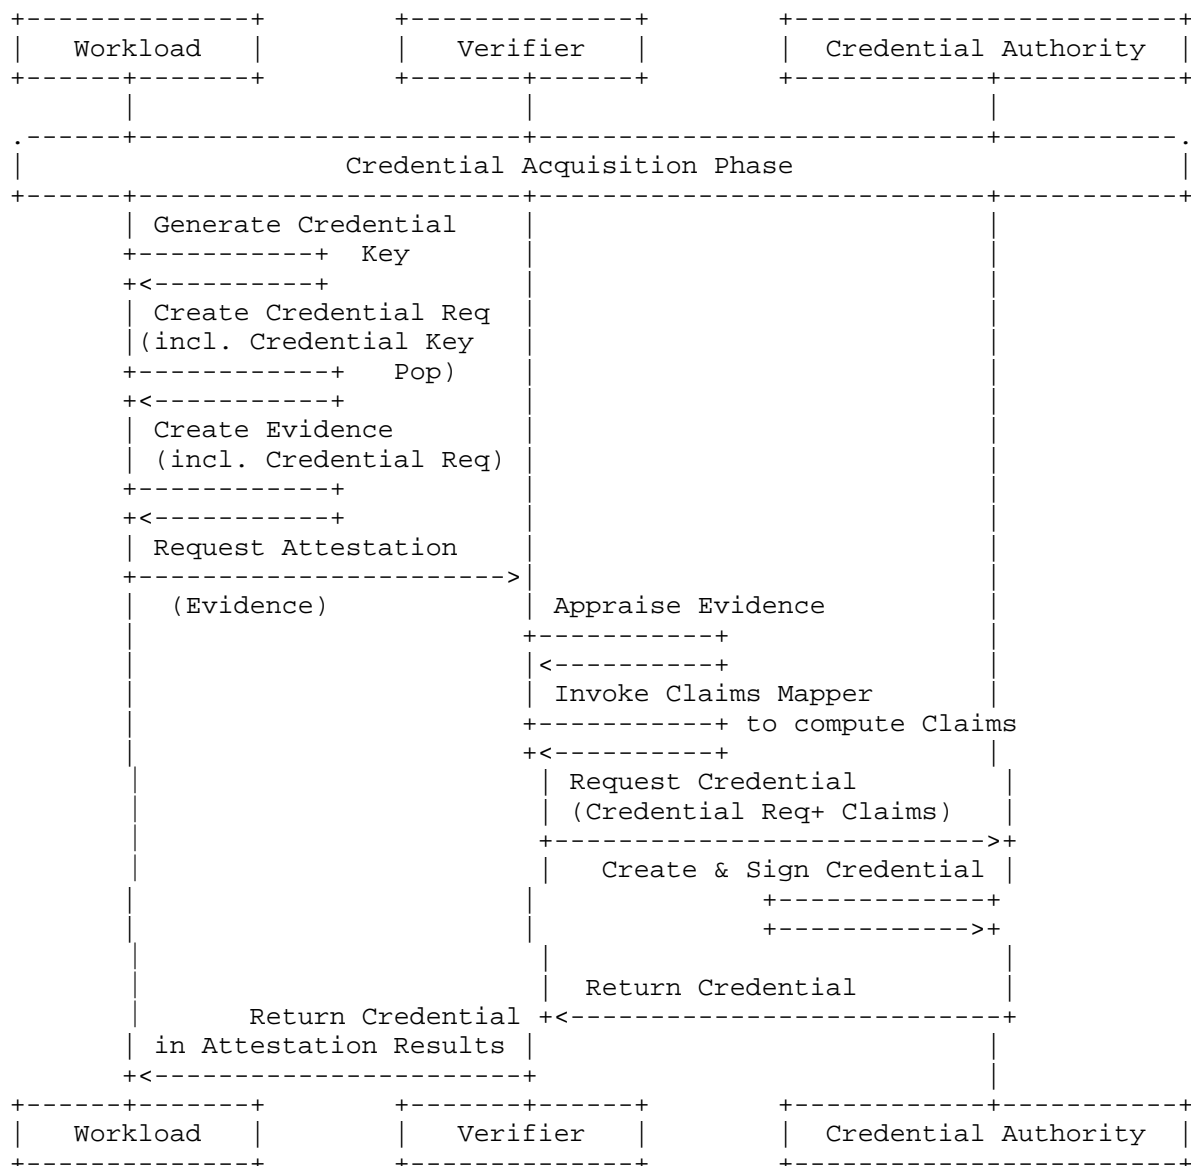 Workload Verifier Credential Authority
Credential Acquisition Phase
Generate Credential
Key
Create Credential Req
(incl. Credential Key
Pop)
Create Evidence
(incl. Credential Req)
Request Attestation
(Evidence) Appraise Evidence
Invoke Claims Mapper
to compute Claims
Request Credential
(Credential Req+ Claims)
Create & Sign Credential
Return Credential
Return Credential
in Attestation Results
Workload Verifier Credential Authority